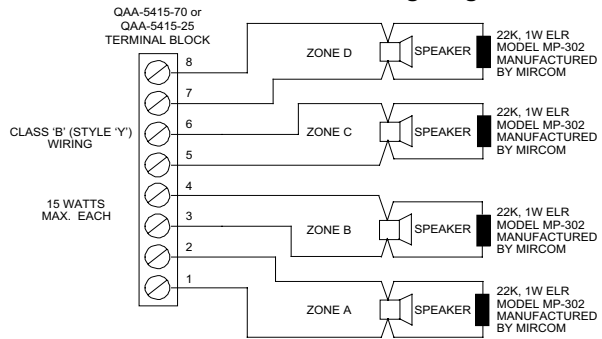 QAA-5415-70 or
QAA-5415-25
TERMINAL BLOCK
8
7
6
5
4
3
2
1
CLASS 'B' (STYLE 'Y')
WIRING
15 WATTS
MAX. EACH
ZONE D
SPEAKER
22K, 1W ELR
MODEL MP-302
MANUFACTURED
BY MIRCOM
ZONE C
SPEAKER
22K, 1W ELR
MODEL MP-302
MANUFACTURED
BY MIRCOM
ZONE B
SPEAKER
22K, 1W ELR
MODEL MP-302
MANUFACTURED
BY MIRCOM
ZONE A
SPEAKER
22K, 1W ELR
MODEL MP-302
MANUFACTURED
BY MIRCOM